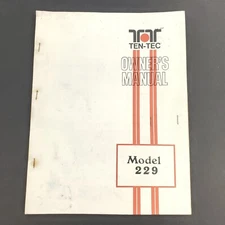 TEN-TEC
OWNER'S
MANUAL
Model
229